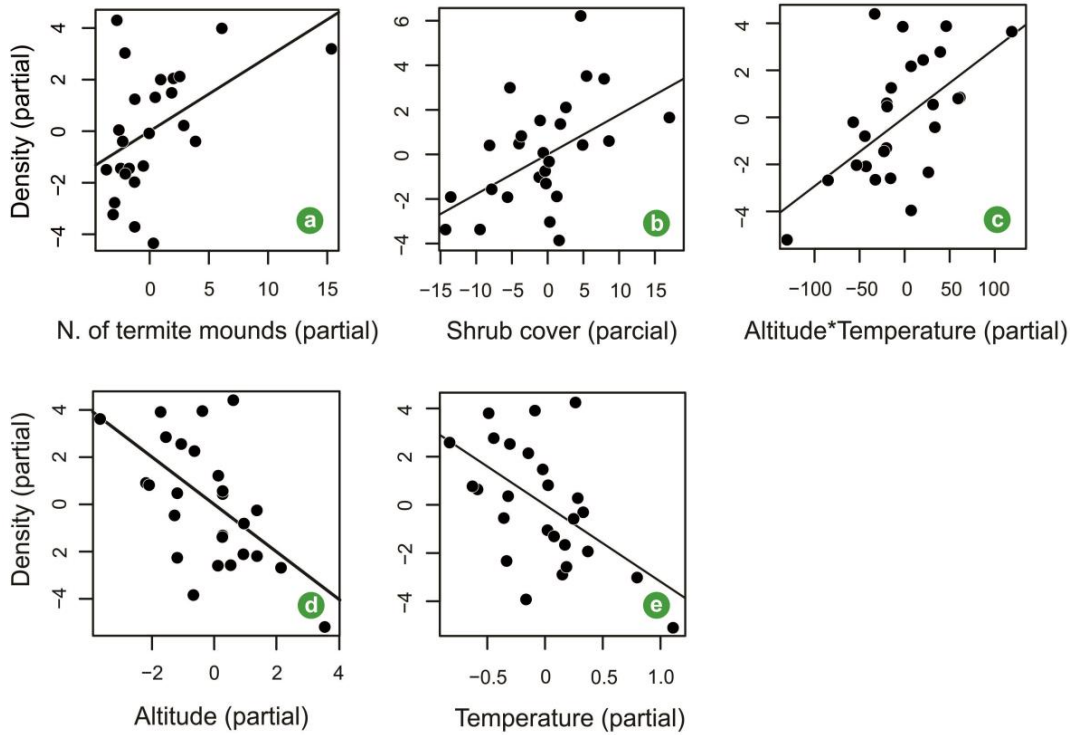 Density (partial)
4
2
0
−2
−4
0 5 10 15
N. of termite mounds (partial)
a
6
4
2
0
−2
−4
−15 −10 −5 0 5 10 15
Shrub cover (parcial)
b
4
2
0
−2
−4
−100 −50 0 50 100
Altitude*Temperature (partial)
c
Density (partial)
4
2
0
2
−4
−2 0 2 4
Altitude (partial)
d
4
2
0
−2
−4
−0.5 0 0.5 1.0
Temperature (partial)
e